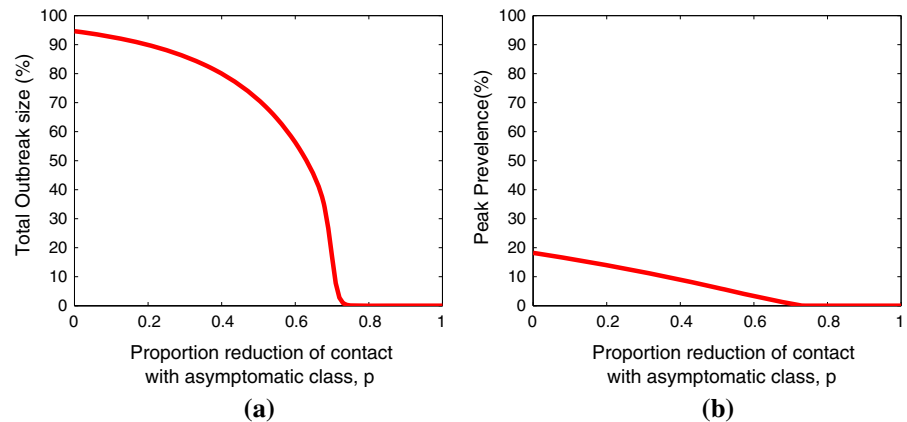 100
90
80
70
60
50
40
30
20
10
0
Total Outbreak size (%)
0 0.2 0.4 0.6 0.8 1
Proportion reduction of contact
with asymptomatic class, p
(a)
100
90
80
70
60
50
40
30
20
10
0
Peak Prevelence(%)
0 0.2 0.4 0.6 0.8 1
Proportion reduction of contact
with asymptomatic class, p
(b)